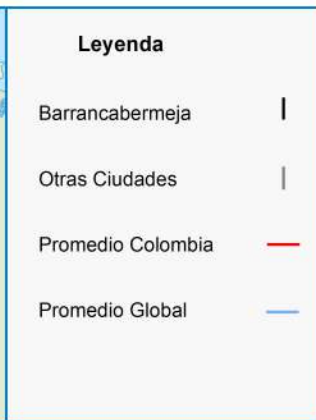 Leyenda
Barrancabermeja
Otras Ciudades
Promedio Colombia
Promedio Global